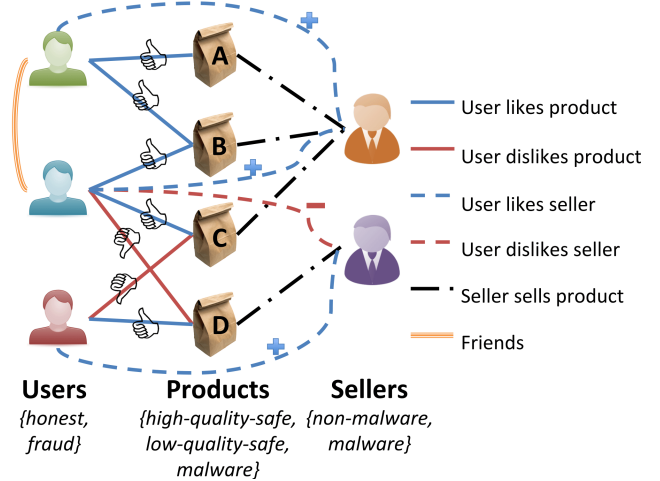 A
B
C
D
User likes product
User dislikes product
User likes seller
User dislikes seller
Seller sells product
Friends
Users
{honest,
fraud}
Products
{high-quality-safe,
low-quality-safe,
malware}
Sellers
{non-malware,
malware}